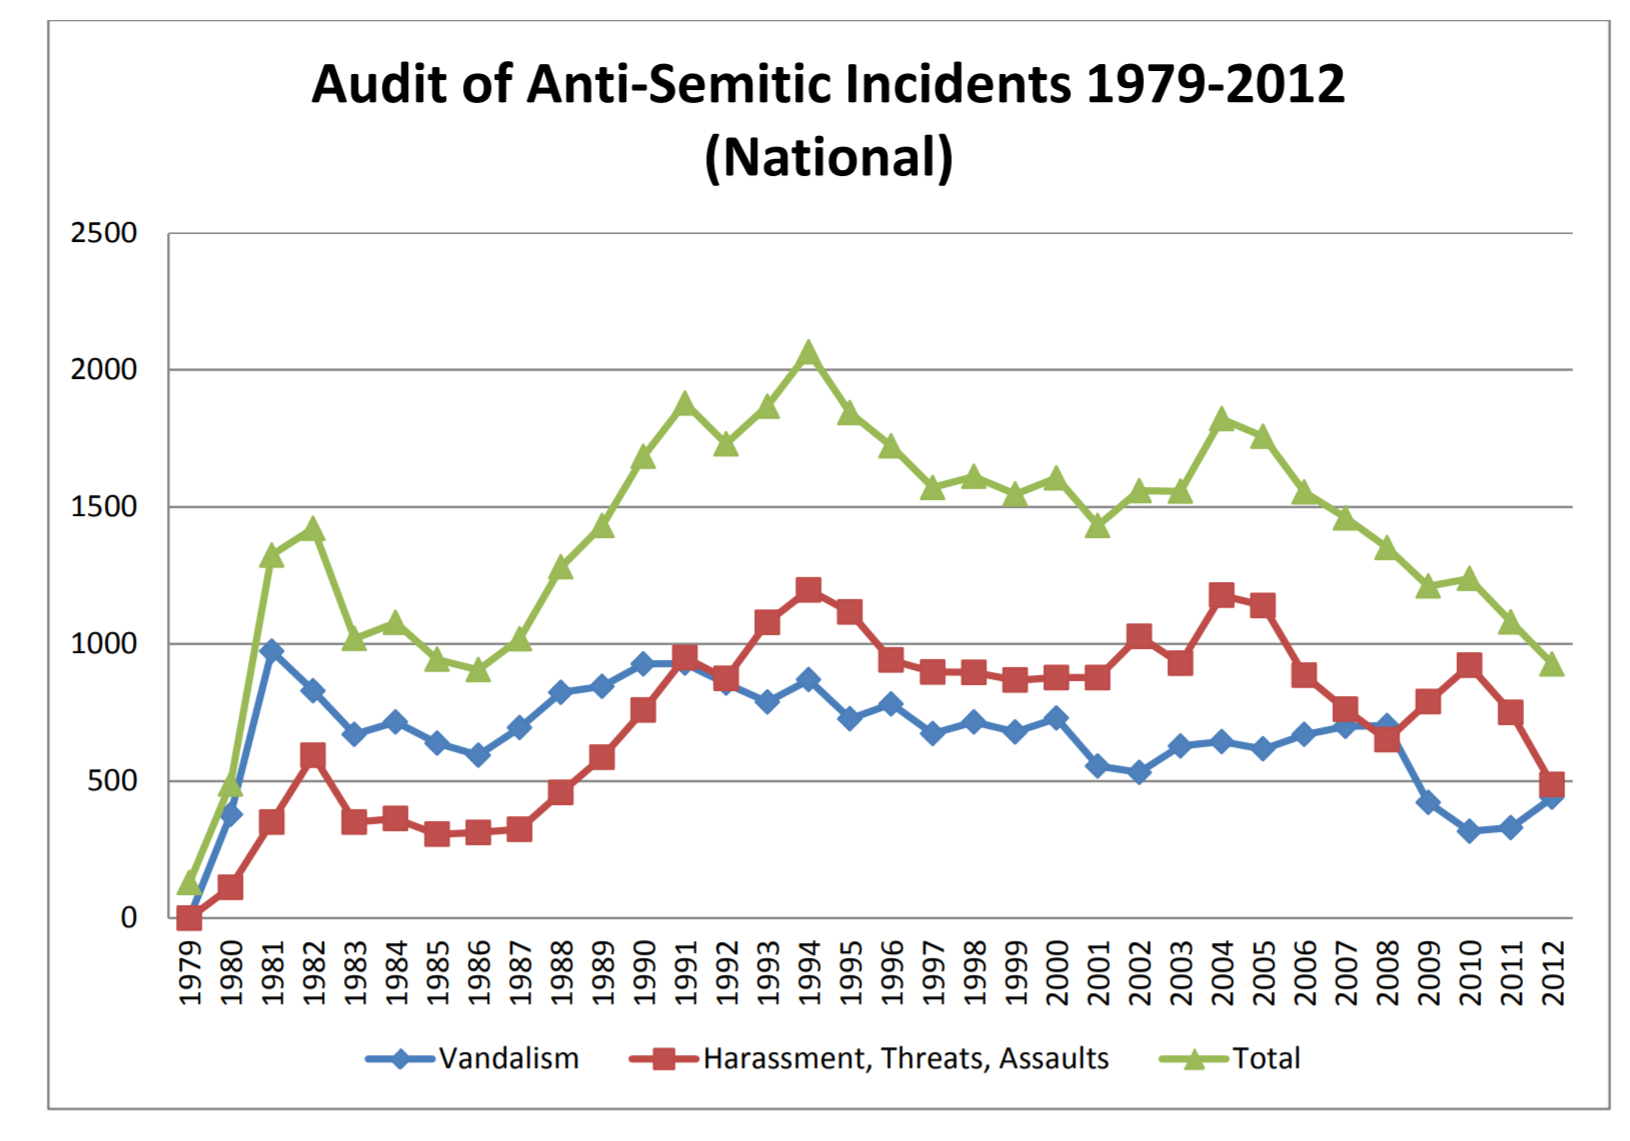 Audit of Anti-Semitic Incidents 1979-2012
(National)
2500
2000
1500
1000
500
0
1979 1980 1981 1982 1983 1984 1985 1986 1987 1988 1989 1990 1991 1992 1993 1994 1995 1996 1997 1998 1999 2000 2001 2002 2003 2004 2005 2006 2007 2008 2009 2010 2011 2012
Vandalism Harassment, Threats, Assaults Total